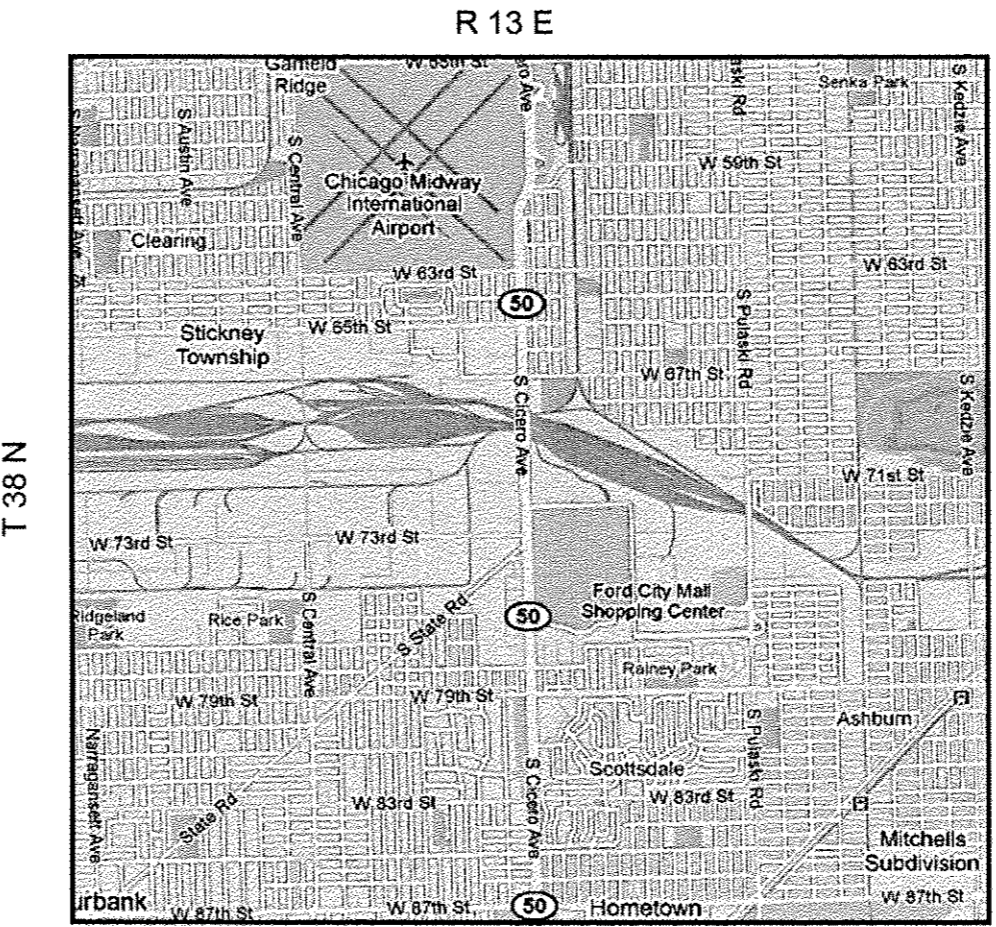 R 13 E
T 38 N
Garfield
Ridge
W 55th St
Senka Park
S Kedzie Ave
S Austin Ave
S Central Ave
W 59th St
Chicago Midway
International
Airport
Clearing
W 63rd St
W 63rd St
50
S Pulaski Rd
Stickney
Township
W 65th St
W 67th St
S Cicero Ave
S Kedzie Ave
W 71st St
W 73rd St
W 73rd St
Ford City Mall
Shopping Center
50
Ridgeland
Park
Rice Park
S Central Ave
S State Rd
Rainey Park
W 79th St
W 79th St
S Pulaski Rd
Ashburn
Narragansett Ave
S Cicero Ave
Scottsdale
W 83rd St
W 83rd St
State Rd
Mitchells
Subdivision
urbank
W 87th St
W 87th St
50
Hometown
W 87th St